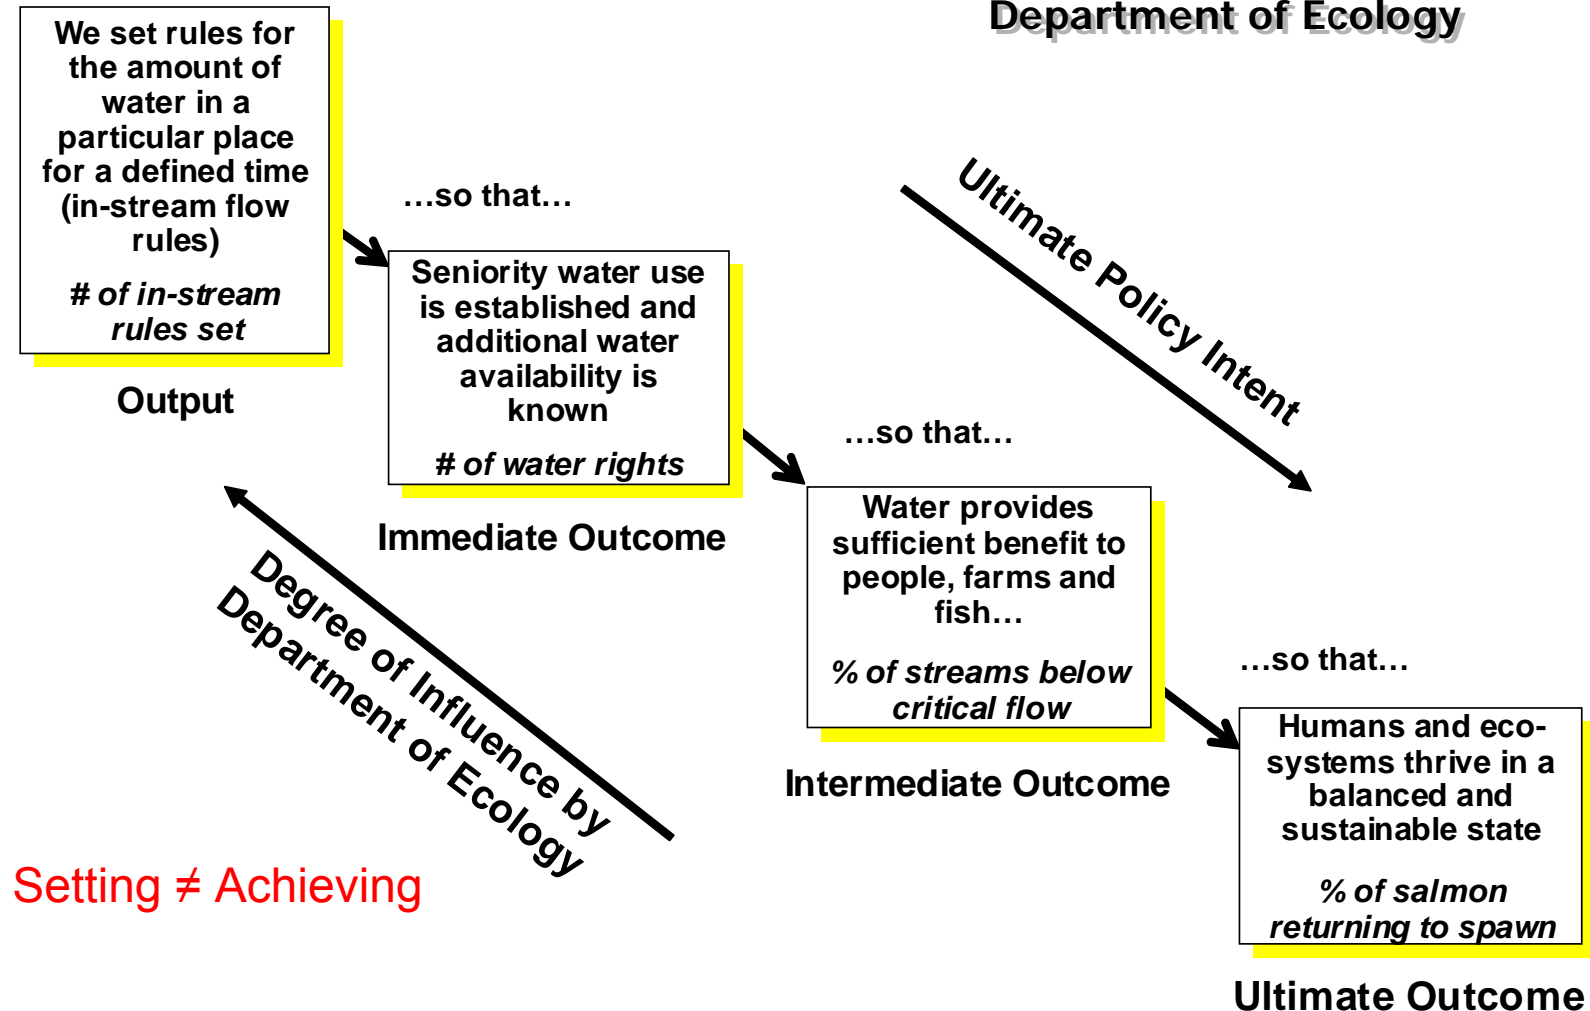 Department of Ecology
We set rules for
the amount of
water in a
particular place
for a defined time
(in-stream flow
rules)
# of in-stream
rules set
Output
…so that…
Seniority water use
is established and
additional water
availability is
known
# of water rights
Immediate Outcome
Ultimate Policy Intent
…so that…
Water provides
sufficient benefit to
people, farms and
fish…
% of streams below
critical flow
Intermediate Outcome
Degree of Influence by
Department of Ecology
…so that…
Humans and eco-
systems thrive in a
balanced and
sustainable state
% of salmon
returning to spawn
Ultimate Outcome
Setting ≠ Achieving